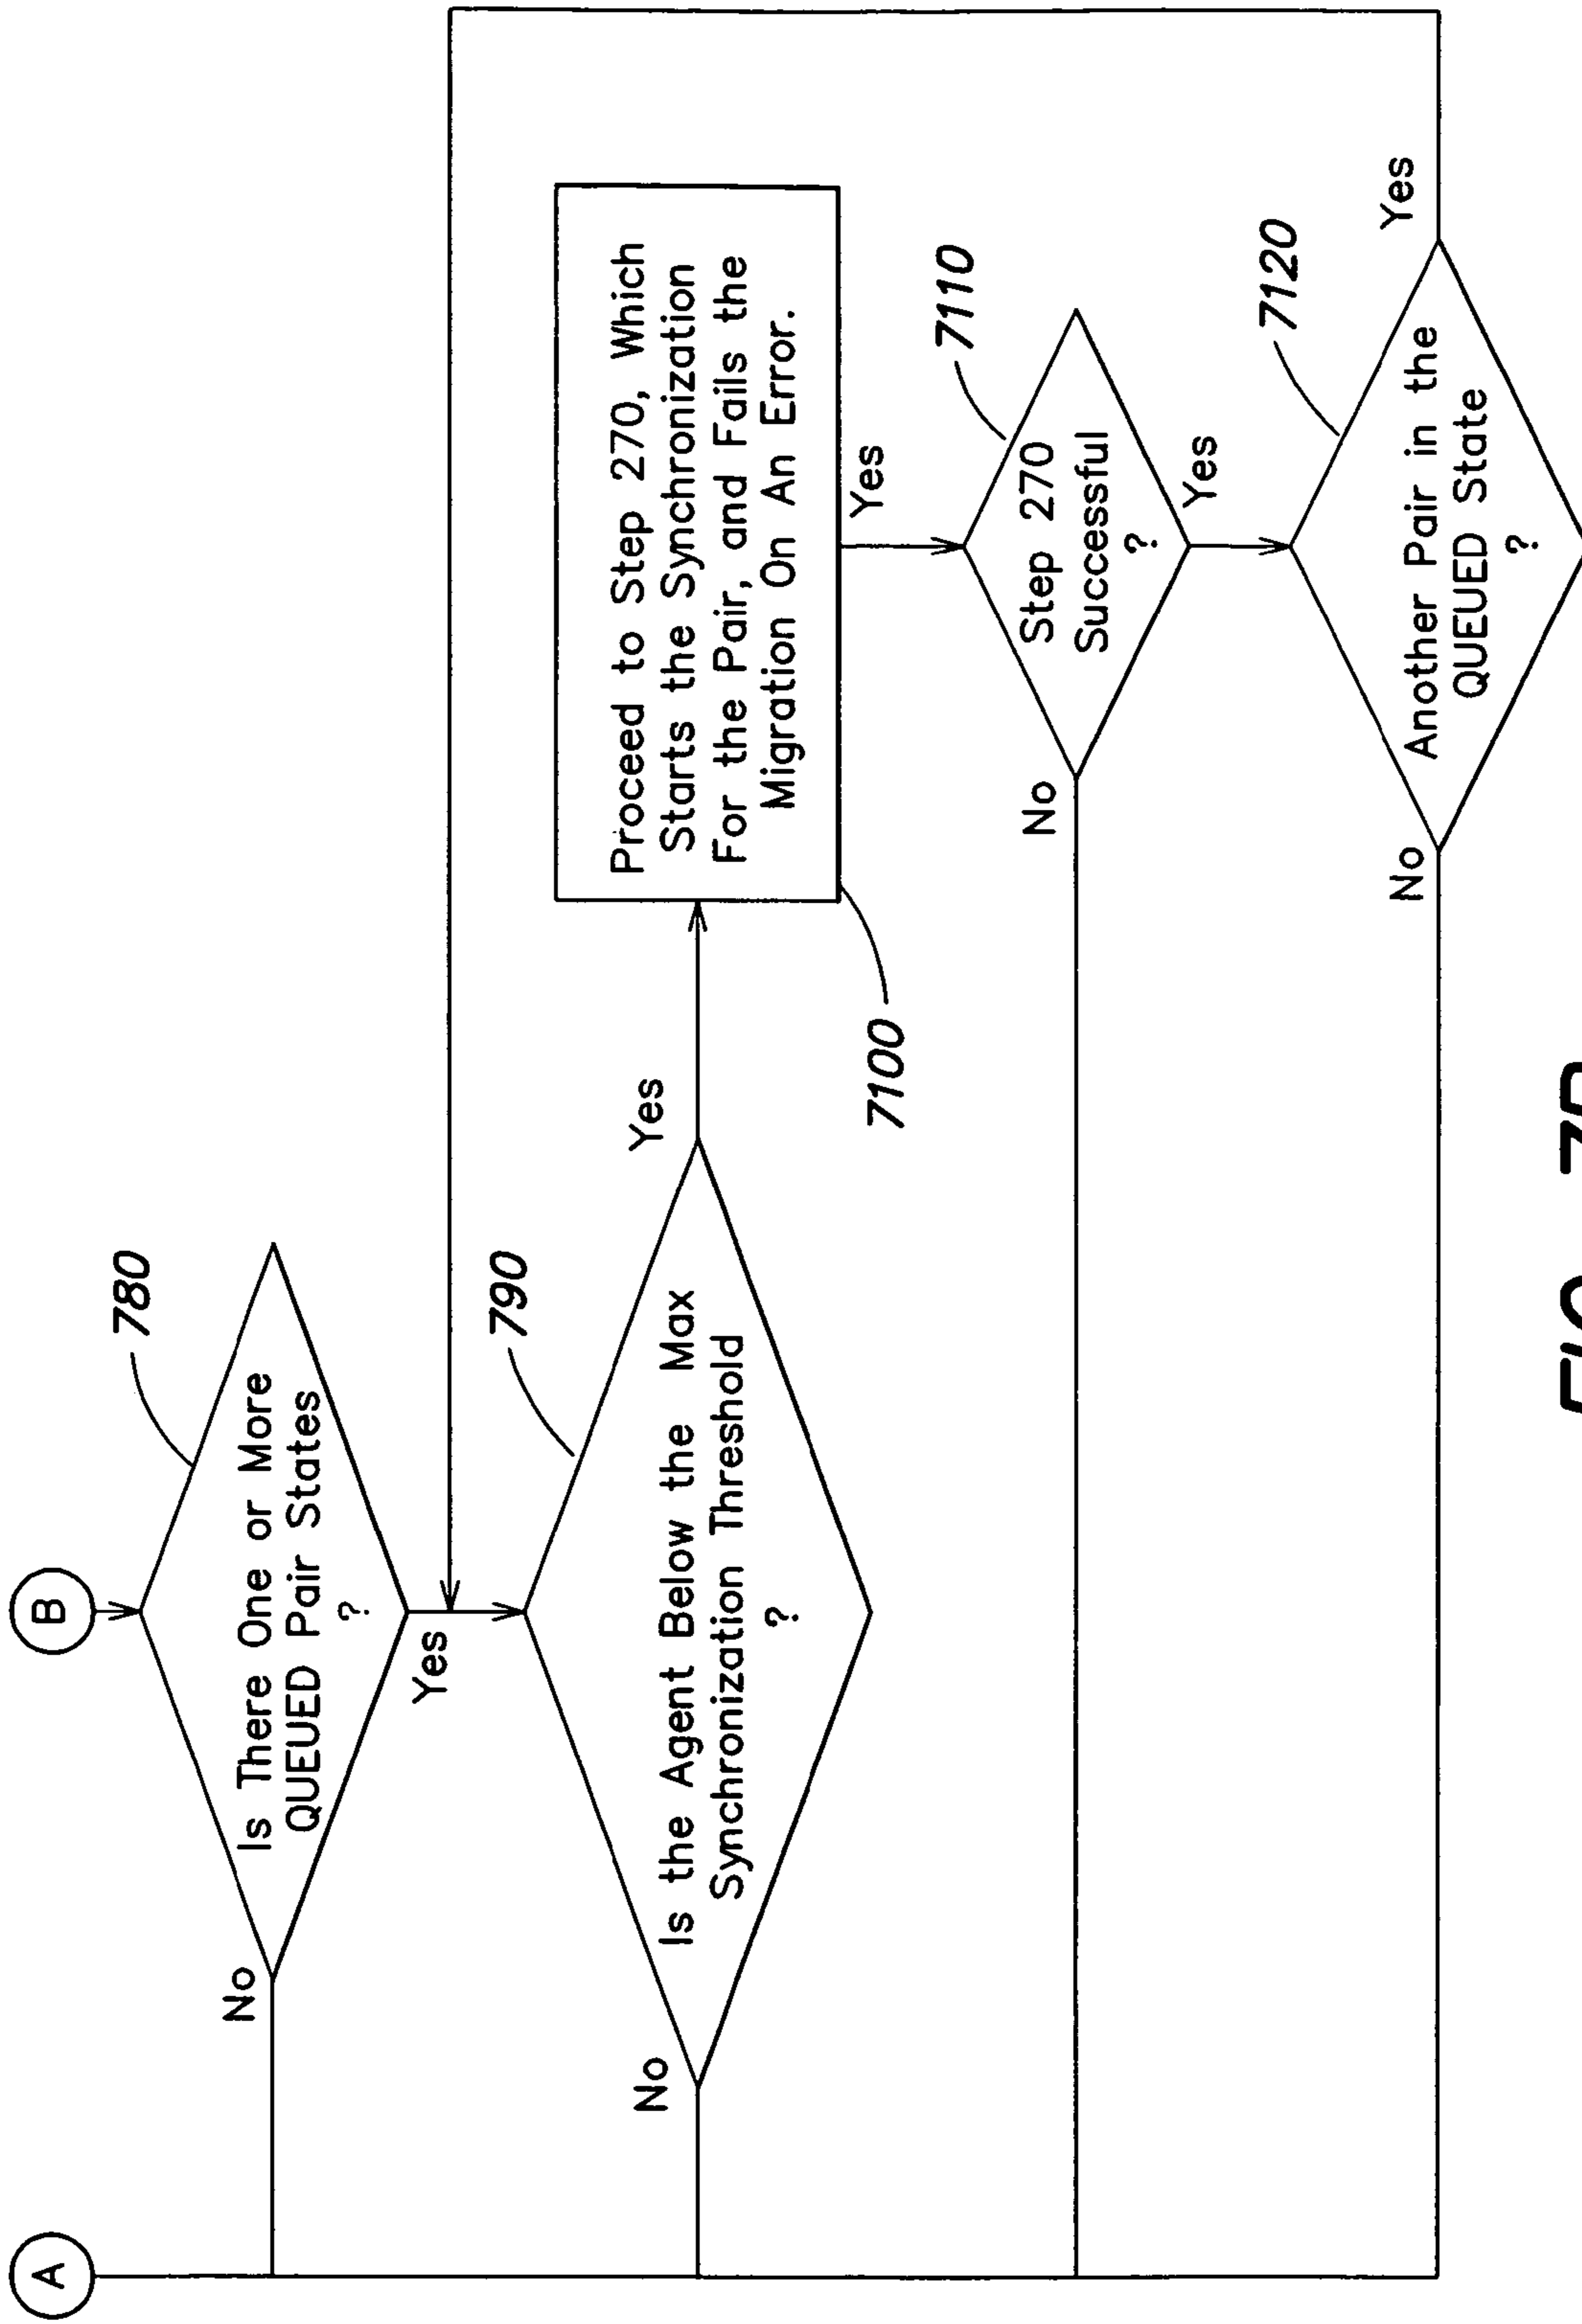 A
B
780
Is There One or More
QUEUED Pair States
?
No
Yes
790
Is the Agent Below the Max
Synchronization Threshold
?
No
Yes
Proceed to Step 270, Which
Starts the Synchronization
For the Pair, and Fails the
Migration On An Error.
7100
Yes
7110
Step 270
Successful
?
No
Yes
7120
Another Pair in the
QUEUED State
?
No
Yes